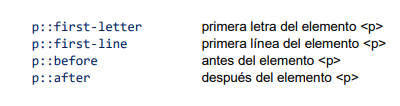 p::first-letter primera letra del elemento <p>
p::first-line primera línea del elemento <p>
p::before antes del elemento <p>
p::after después del elemento <p>